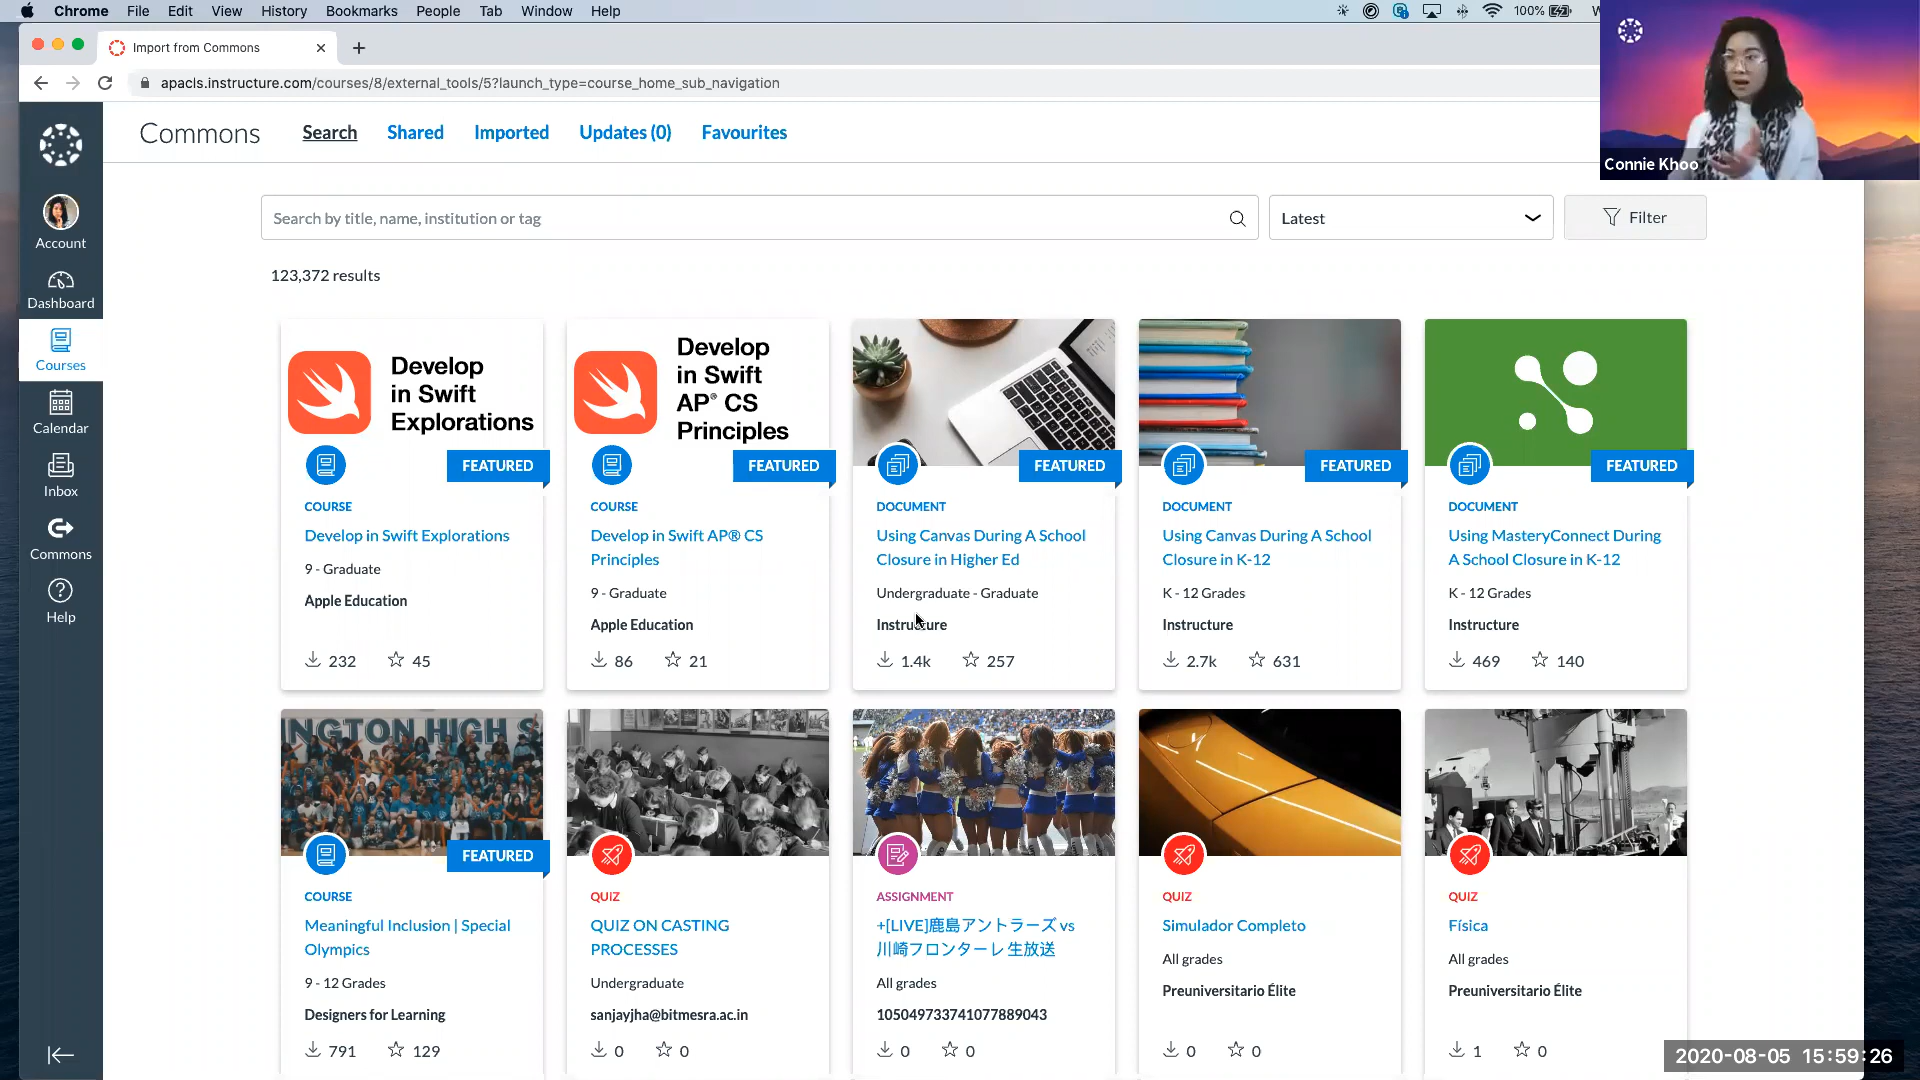 Chrome File Edit View History Bookmarks People Tab Window Help
100%
Import from Commons
apacls.instructure.com/courses/8/external_tools/5?launch_type=course_home_sub_navigation
Connie Khoo
Commons Search Shared Imported Updates (0) Favourites
Account
Dashboard
Courses
Calendar
Inbox
Commons
Help
Search by title, name, institution or tag
Latest
Filter
123,372 results
Develop
in Swift
Explorations
FEATURED
COURSE
Develop in Swift Explorations
9 - Graduate
Apple Education
232 45
Develop
in Swift
AP® CS
Principles
FEATURED
COURSE
Develop in Swift AP® CS
Principles
9 - Graduate
Apple Education
86 21
FEATURED
DOCUMENT
Using Canvas During A School
Closure in Higher Ed
Undergraduate - Graduate
Instructure
1.4k 257
FEATURED
DOCUMENT
Using Canvas During A School
Closure in K-12
K - 12 Grades
Instructure
2.7k 631
FEATURED
DOCUMENT
Using MasteryConnect During
A School Closure in K-12
K - 12 Grades
Instructure
469 140
NGTON HIGH S
FEATURED
COURSE
Meaningful Inclusion | Special
Olympics
9 - 12 Grades
Designers for Learning
791 129
QUIZ
QUIZ ON CASTING
PROCESSES
Undergraduate
sanjayjha@bitmesra.ac.in
0 0
ASSIGNMENT
+[LIVE]鹿島アントラーズ vs
川崎フロンターレ 生放送
All grades
105049733741077889043
0 0
QUIZ
Simulador Completo
All grades
Preuniversitario Élite
0 0
QUIZ
Física
All grades
Preuniversitario Élite
1 0
2020-08-05 15:59:26